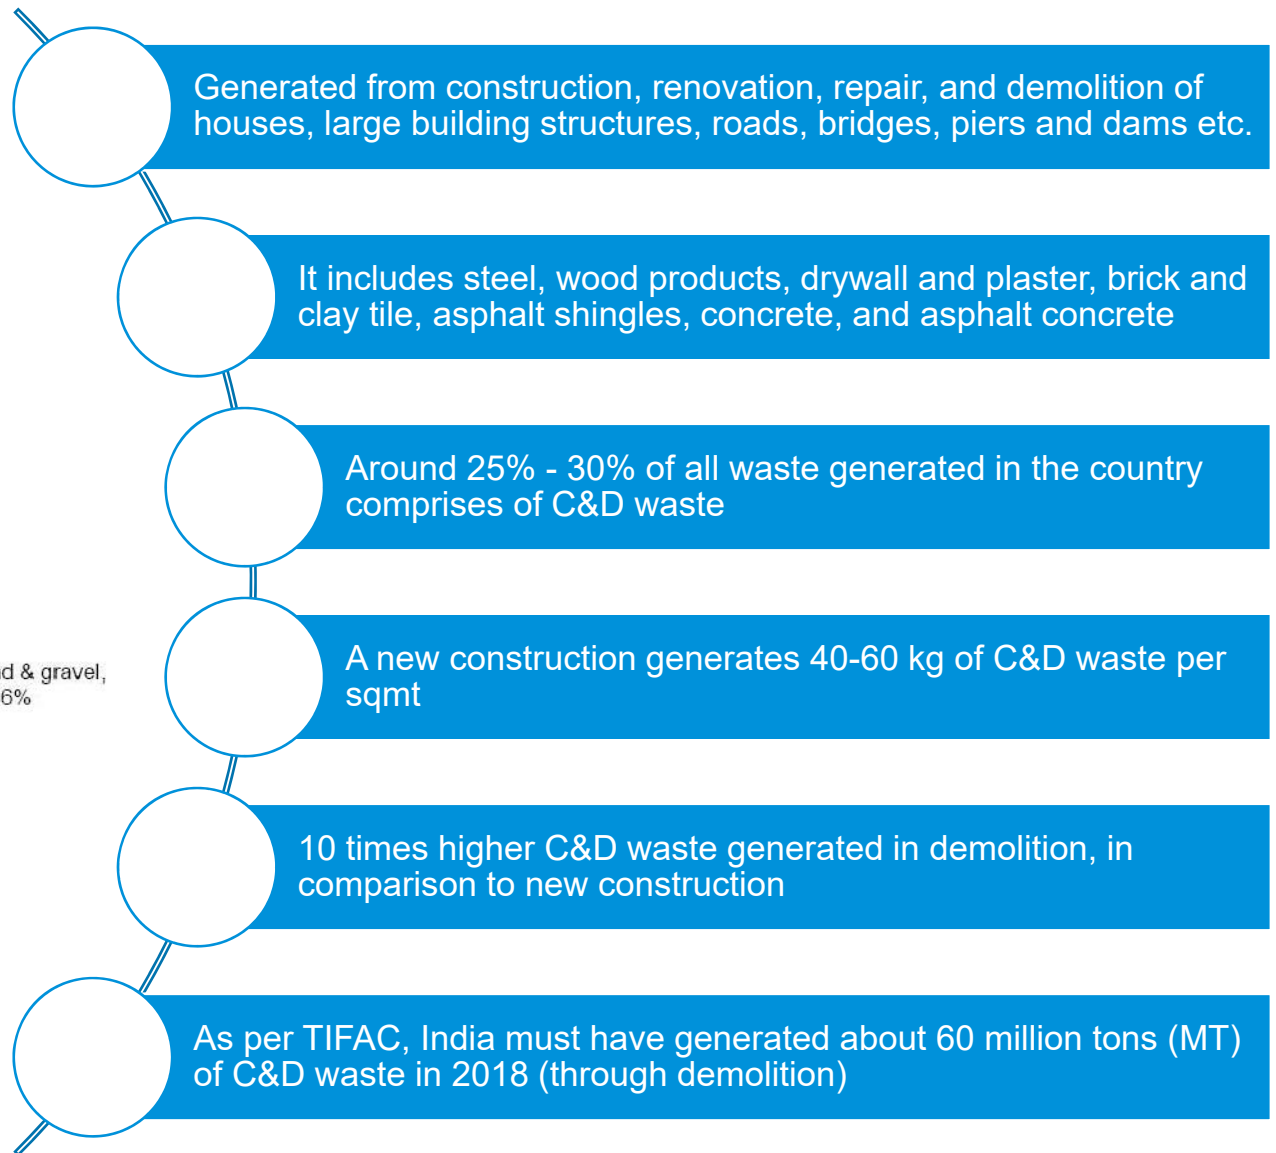 Generated from construction, renovation, repair, and demolition of
houses, large building structures, roads, bridges, piers and dams etc.
It includes steel, wood products, drywall and plaster, brick and
clay tile, asphalt shingles, concrete, and asphalt concrete
Around 25% - 30% of all waste generated in the country
comprises of C&D waste
& gravel,
6%
A new construction generates 40-60 kg of C&D waste per
sqmt
10 times higher C&D waste generated in demolition, in
comparison to new construction
As per TIFAC, India must have generated about 60 million tons (MT)
of C&D waste in 2018 (through demolition)